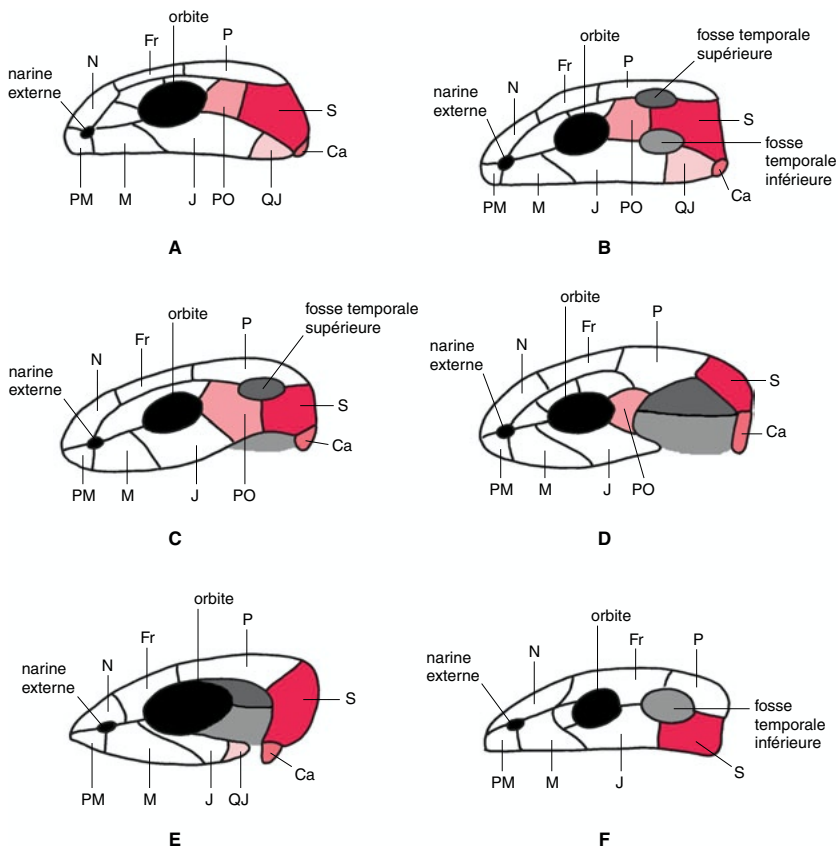 orbite
P
Fr
N
narine
externe
S
Ca
PM
M
J
PO
QJ
A
orbite
fosse temporale
supérieure
P
Fr
N
narine
externe
S
fosse
temporale
inférieure
Ca
PM
M
J
PO
QJ
B
orbite
fosse temporale
supérieure
P
Fr
N
narine
externe
S
Ca
PM
M
J
PO
C
orbite
P
Fr
N
narine
externe
S
Ca
PM
M
J
PO
D
orbite
P
Fr
N
narine
externe
S
Ca
PM
M
J
QJ
E
orbite
Fr
P
N
narine
externe
fosse
temporale
inférieure
S
PM
M
J
F